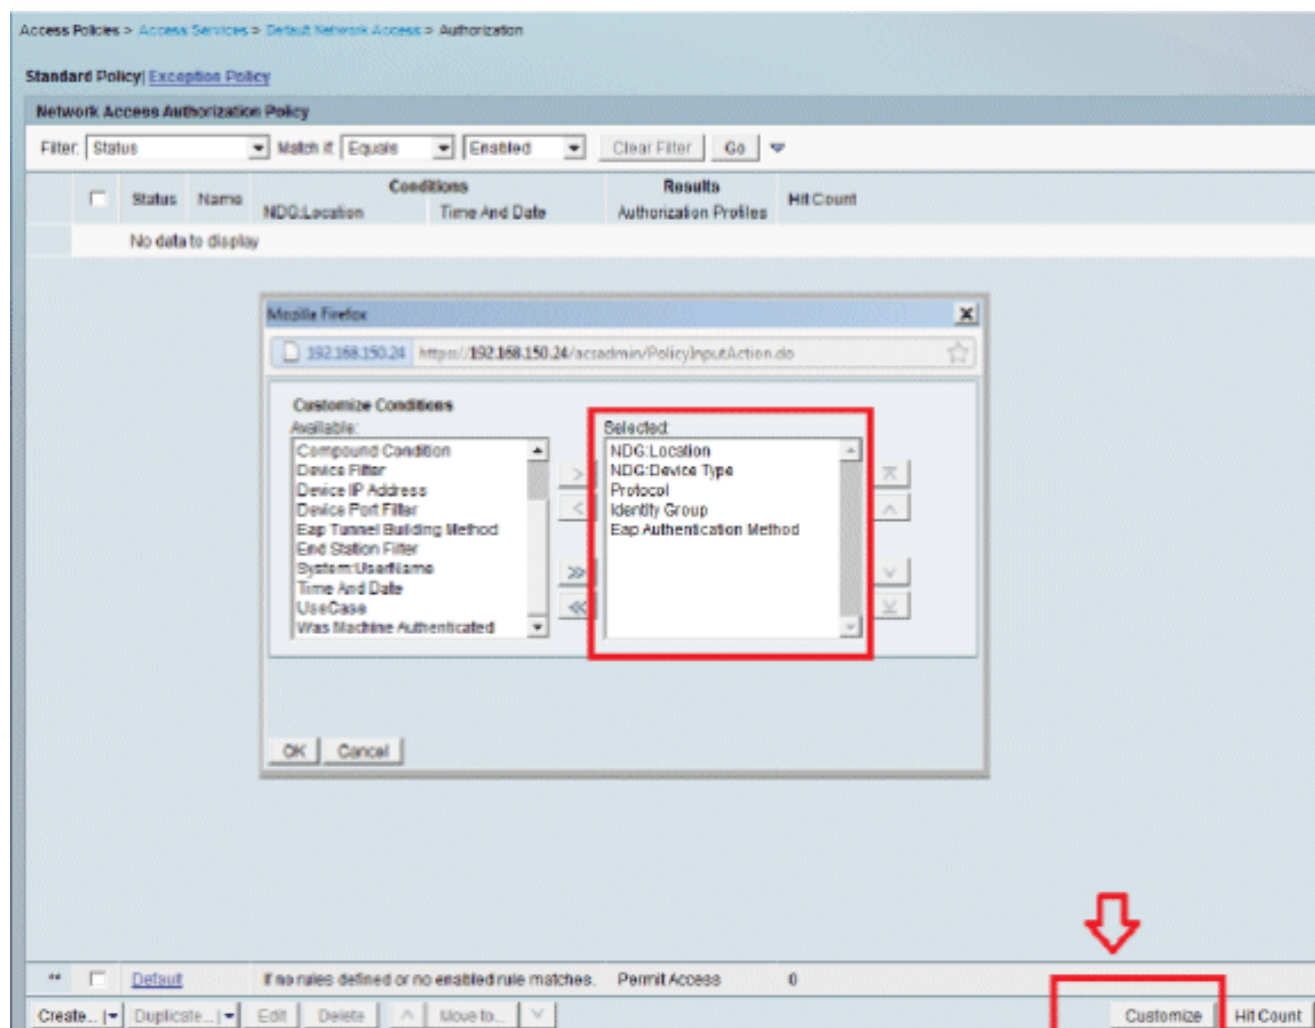 Access Policies > Access Services > Default Network Access > Authorization
Standard Policy| Exception Policy
Network Access Authorization Policy
Filter: Status Match if: Equals Enabled Clear Filter Go
Conditions Results
Status Name NDG:Location Time And Date Authorization Profiles Hit Count
No data to display
Mozilla Firefox
192.168.150.24 https://192.168.150.24/acsadmin/PolicyInputAction.do
Customize Conditions
Available:
Compound Condition
Device Filter
Device IP Address
Device Port Filter
Eap Tunnel Building Method
End Station Filter
System:UserName
Time And Date
UseCase
Was Machine Authenticated
> < >> <<
Selected:
NDG:Location
NDG:Device Type
Protocol
Identity Group
Eap Authentication Method
OK Cancel
** Default If no rules defined or no enabled rule matches. Permit Access 0
Create... | Duplicate... | Edit Delete Move to... Customize Hit Count